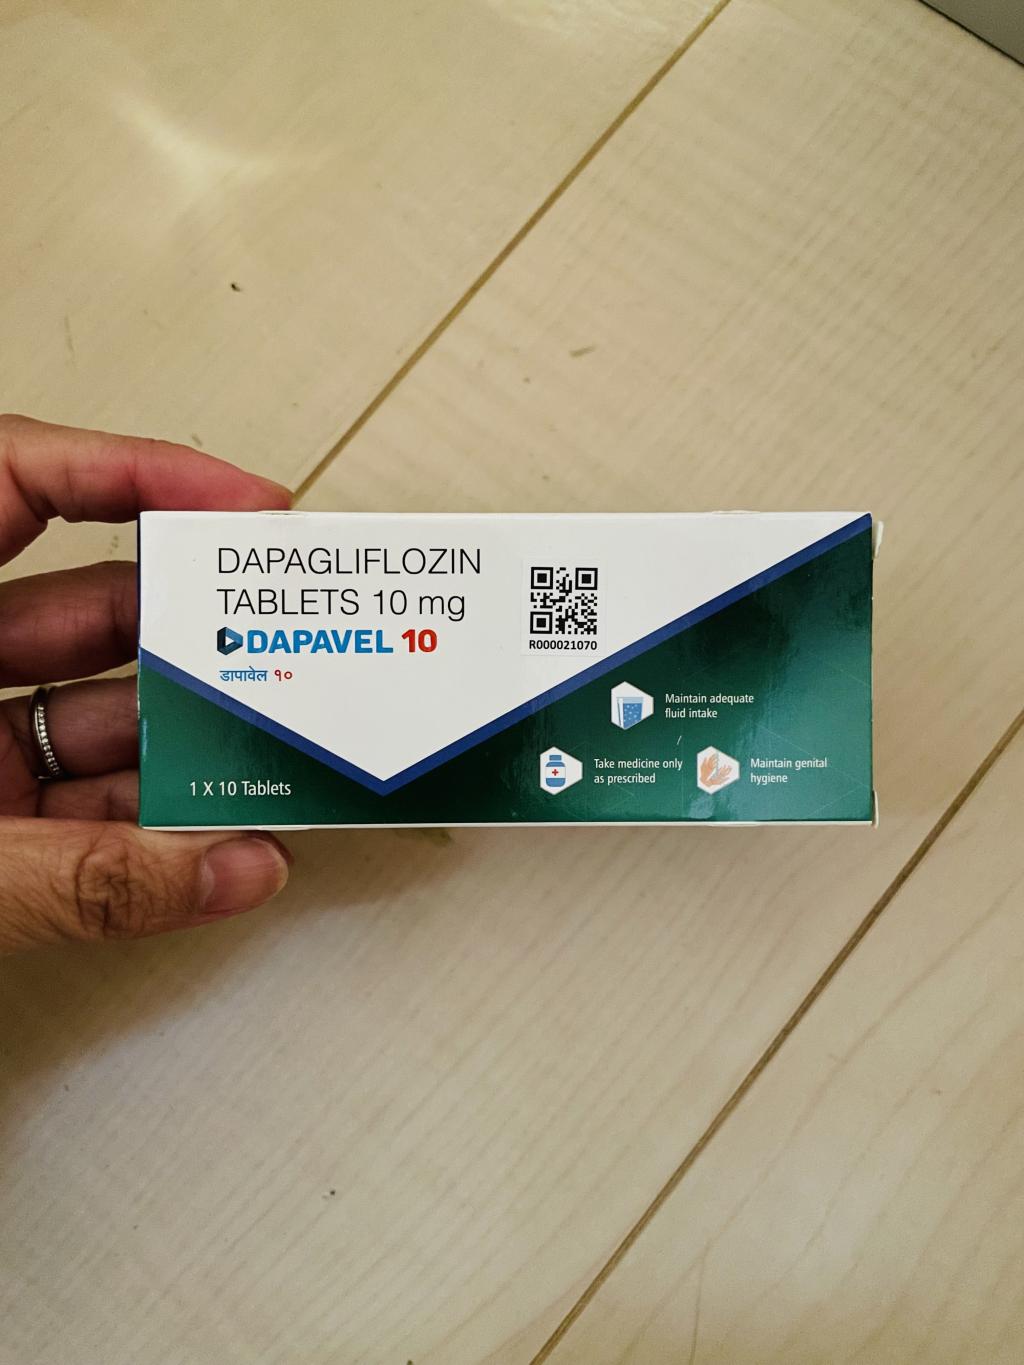 DAPAGLIFLOZIN
TABLETS 10 mg
DAPAVEL 10
डापावेल १०
R000021070
1 X 10 Tablets
Maintain adequate
fluid intake
Take medicine only
as prescribed
Maintain genital
hygiene